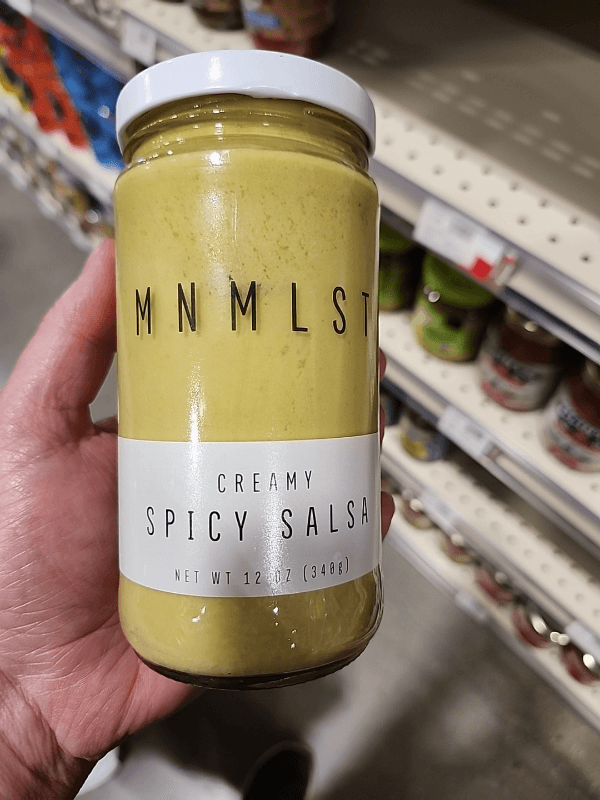 MNMLST
CREAMY
SPICY SALSA
NET WT 12 OZ (340g)